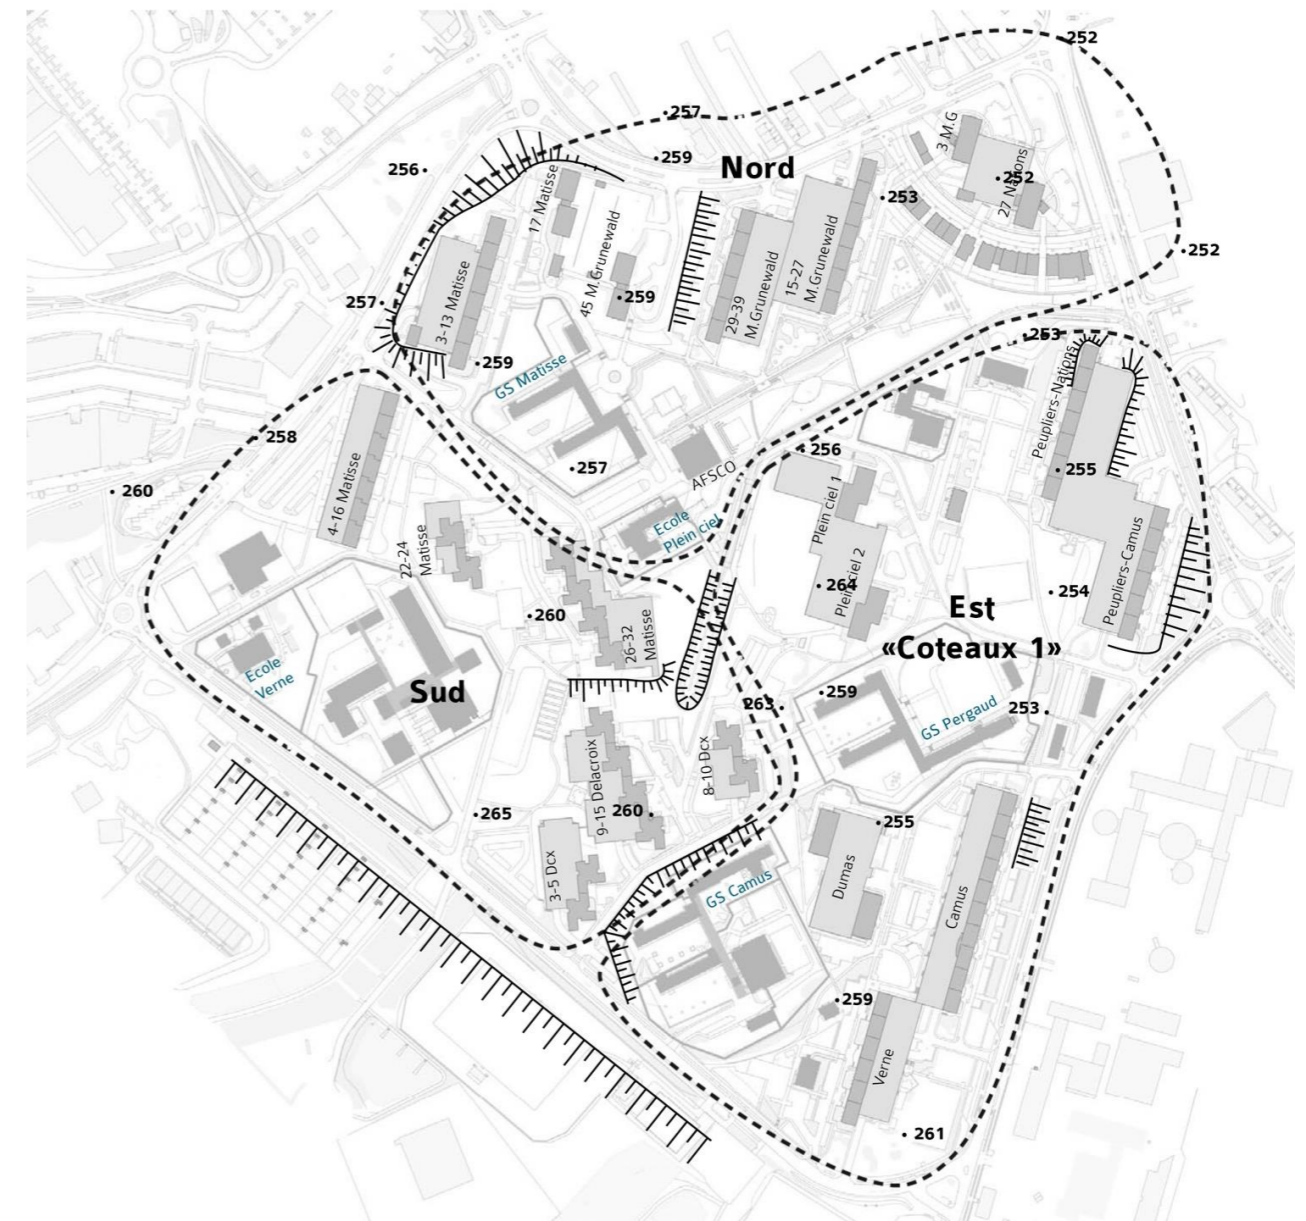 252
257
3 M.G
259
256
Nord
252
27 Nations
253
17 Matisse
45 M.Grunewald
252
15-27
M.Grunewald
29-39
M.Grunewald
3-13 Matisse
257
259
253
259
GS Matisse
Peupliers-Nations
258
256
257
255
AFSCO
260
4-16 Matisse
Plein ciel 1
Ecole
Plein ciel
22-24
Matisse
Peupliers-Camus
264
Plein ciel 2
254
Est
«Coteaux 1»
260
26-32
Matisse
Ecole
Verne
Sud
259
263
253
GS Pergaud
8-10 Dcx
9-15 Delacroix
265
260
255
3-5 Dcx
GS Camus
Dumas
Camus
259
Verne
261